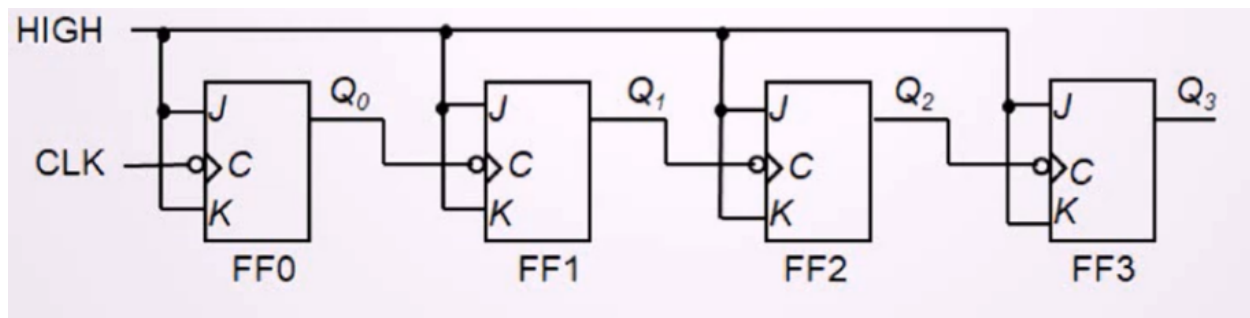 HIGH
Q0 Q1 Q2 Q3
J J J J
CLK C C C C
K K K K
FF0 FF1 FF2 FF3